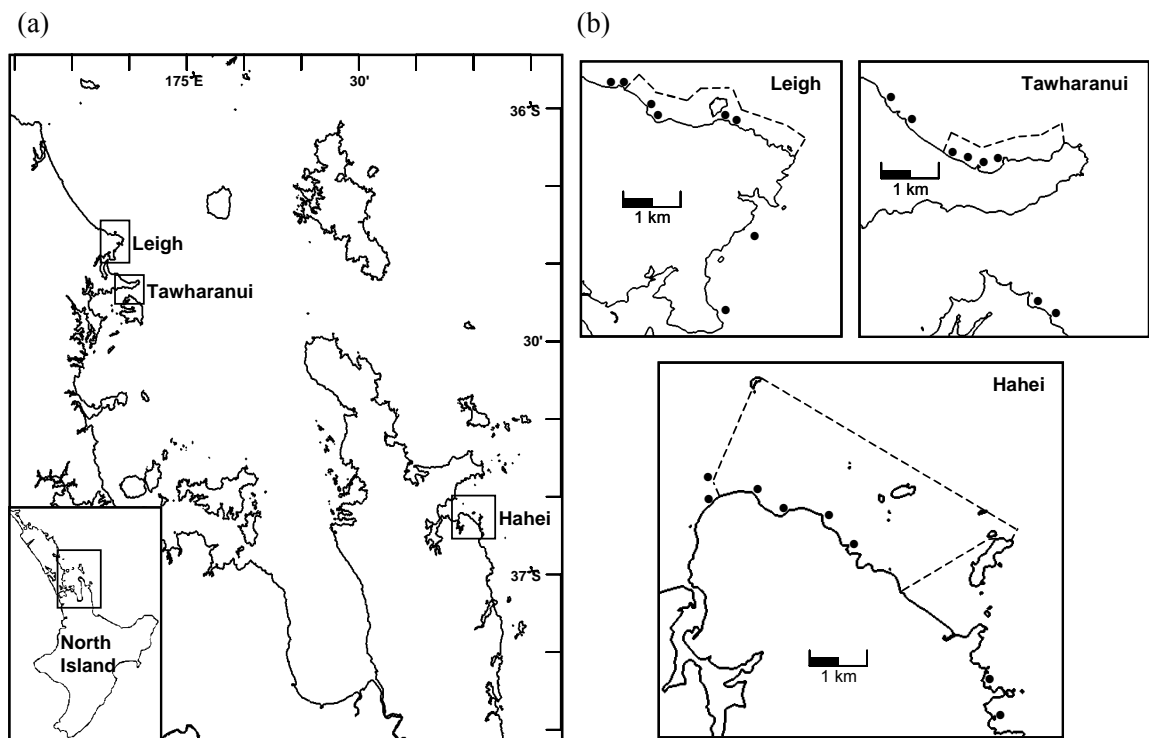 (a)
(b)
175°E
30'
36°S
Leigh
Tawharanui
30'
Hahei
37°S
North
Island
Leigh
1 km
Tawharanui
1 km
Hahei
1 km